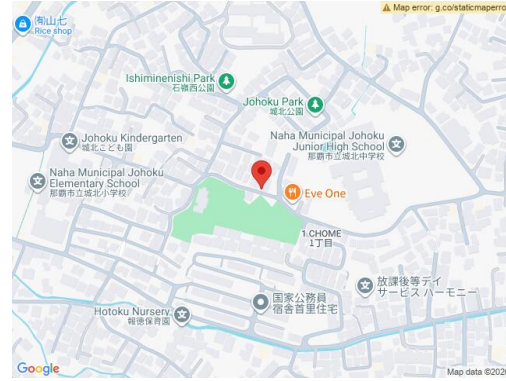 Map error: g.co/staticmaperro
(有)山七
Rice shop
Ishiminenishi Park
石嶺西公園
Johoku Park
城北公園
Johoku Kindergarten
城北こども園
Naha Municipal Johoku
Junior High School
那覇市立城北中学校
Naha Municipal Johoku
Elementary School
那覇市立城北小学校
Eve One
1 CHOME
1丁目
放課後等デイ
サービス ハーモニー
国家公務員
宿舎首里住宅
Hotoku Nursery
報徳保育園
Google
Map data ©2026